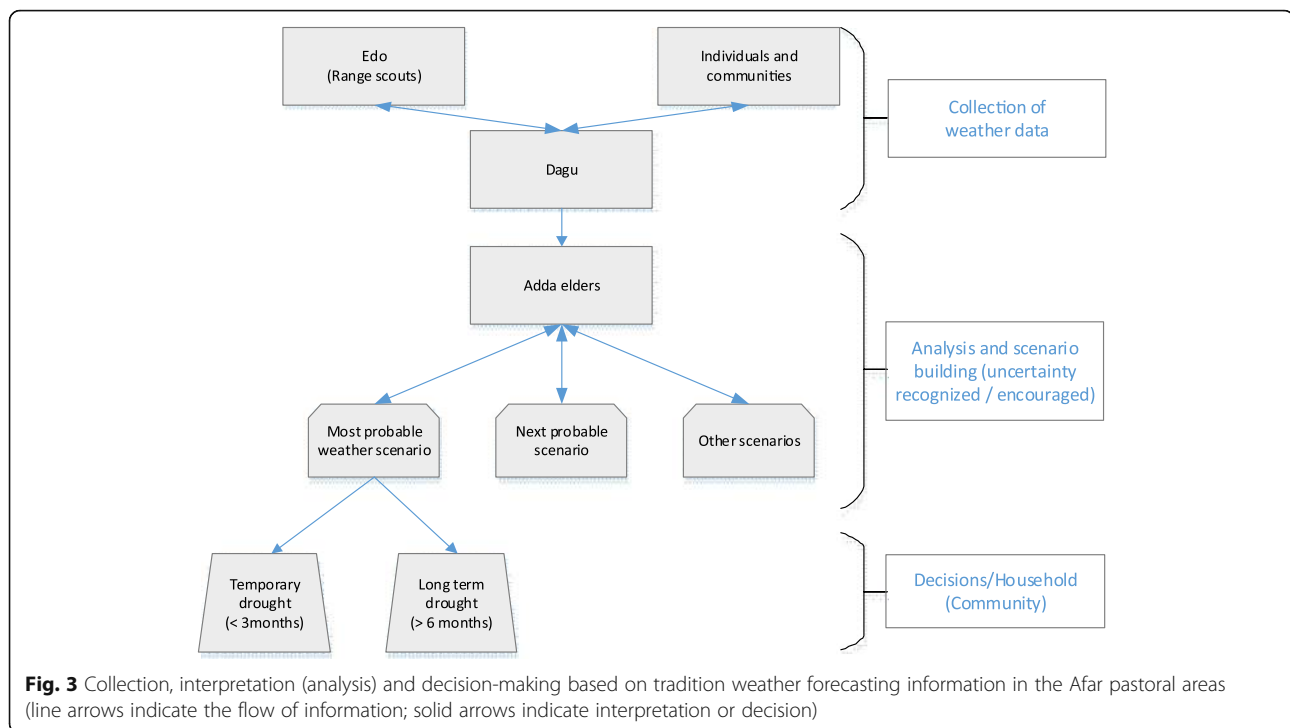 Edo
(Range scouts)
Individuals and
communities
Collection of
weather data
Dagu
Adda elders
Analysis and scenario
building (uncertainty
recognized / encouraged)
Most probable
weather scenario
Next probable
scenario
Other scenarios
Temporary
drought
(< 3months)
Long term
drought
(> 6 months)
Decisions/Household
(Community)
Fig. 3 Collection, interpretation (analysis) and decision-making based on tradition weather forecasting information in the Afar pastoral areas
(line arrows indicate the flow of information; solid arrows indicate interpretation or decision)